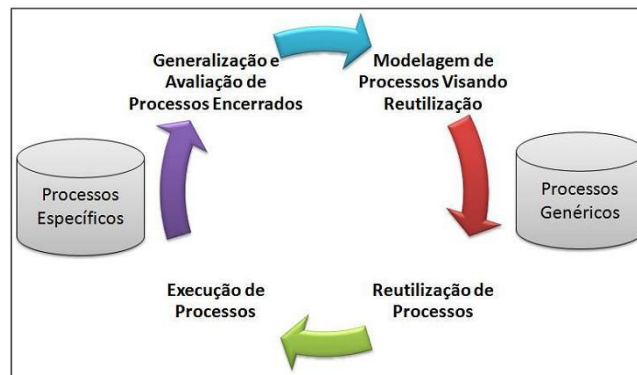 Generalização e
Avaliação de
Processos Encerrados
Modelagem de
Processos Visando
Reutilização
Processos
Específicos
Processos
Genéricos
Execução de
Processos
Reutilização de
Processos